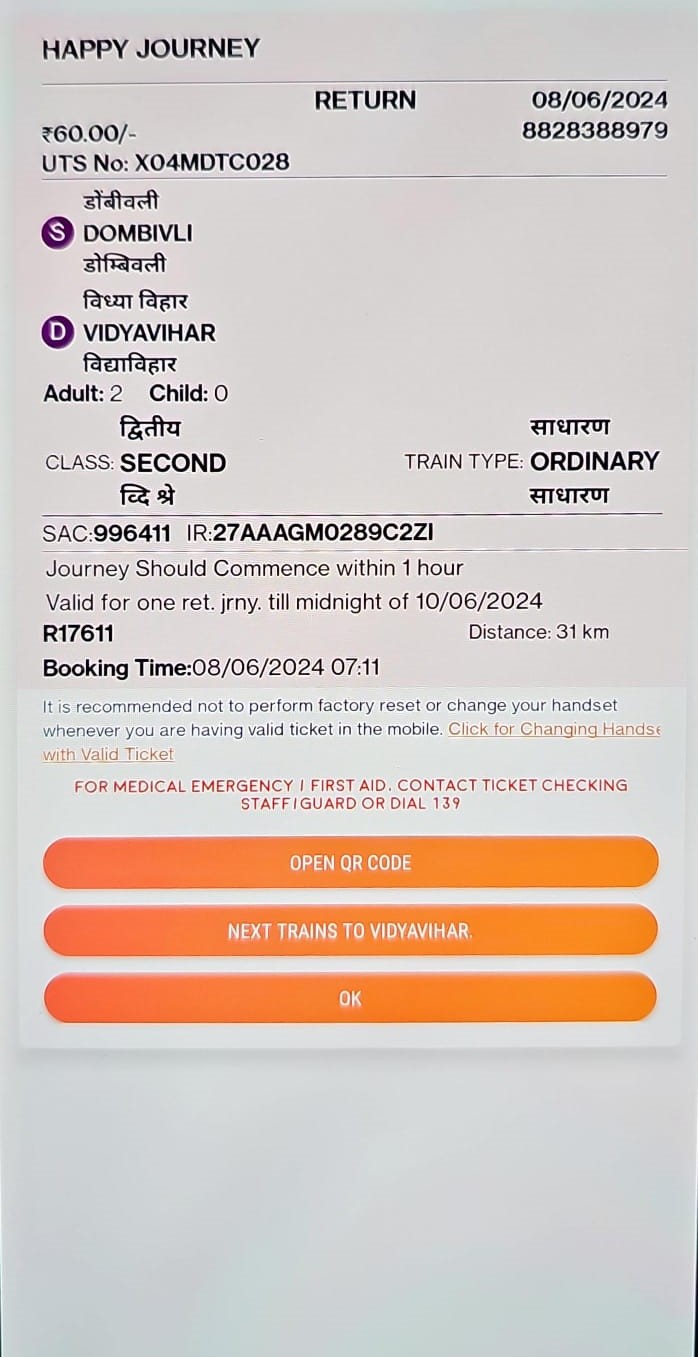 HAPPY JOURNEY
RETURN 08/06/2024
₹60.00/- 8828388979
UTS No: X04MDTC028
डोंबीवली
S DOMBIVLI
डोम्बिवली
विध्या विहार
D VIDYAVIHAR
विद्याविहार
Adult: 2 Child: 0
द्वितीय साधारण
CLASS: SECOND TRAIN TYPE: ORDINARY
व्दि श्रे साधारण
SAC:996411 IR:27AAAGM0289C2ZI
Journey Should Commence within 1 hour
Valid for one ret. jrny. till midnight of 10/06/2024
R17611 Distance: 31 km
Booking Time:08/06/2024 07:11
It is recommended not to perform factory reset or change your handset
whenever you are having valid ticket in the mobile. Click for Changing Handse
with Valid Ticket
FOR MEDICAL EMERGENCY | FIRST AID. CONTACT TICKET CHECKING
STAFF|GUARD OR DIAL 139
OPEN QR CODE
NEXT TRAINS TO VIDYAVIHAR.
OK